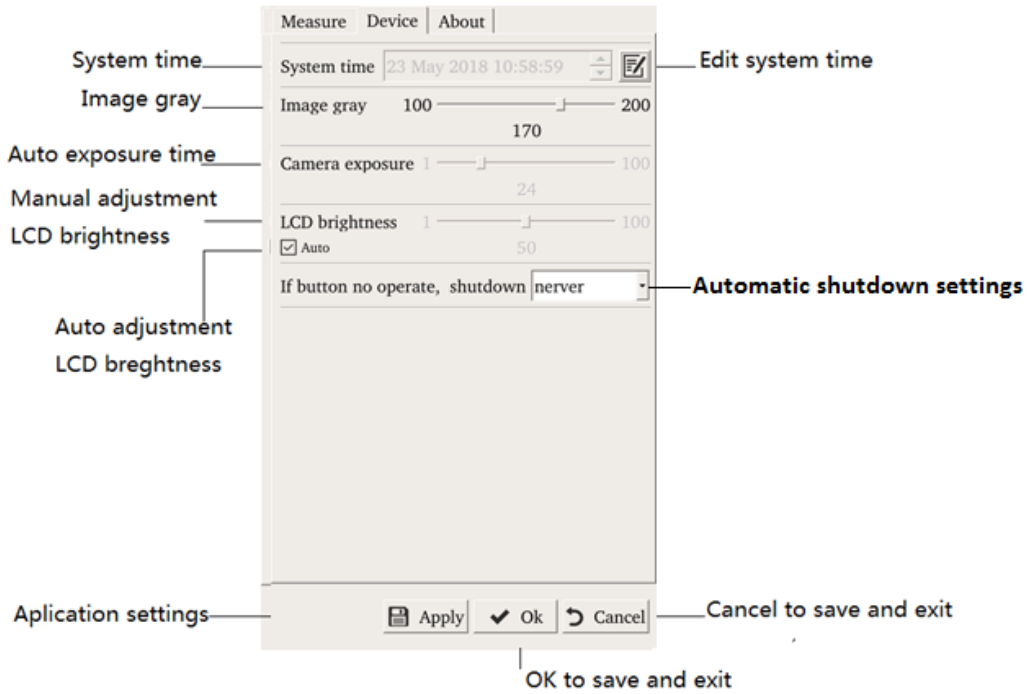 Measure Device About
System time
System time 23 May 2018 10:58:59
Edit system time
Image gray
Image gray 100 200
170
Auto exposure time
Camera exposure 1 100
24
Manual adjustment
LCD brightness
LCD brightness 1 100
Auto 50
If button no operate, shutdown nerver
Automatic shutdown settings
Auto adjustment
LCD breghtness
Aplication settings
Apply Ok Cancel
Cancel to save and exit
OK to save and exit